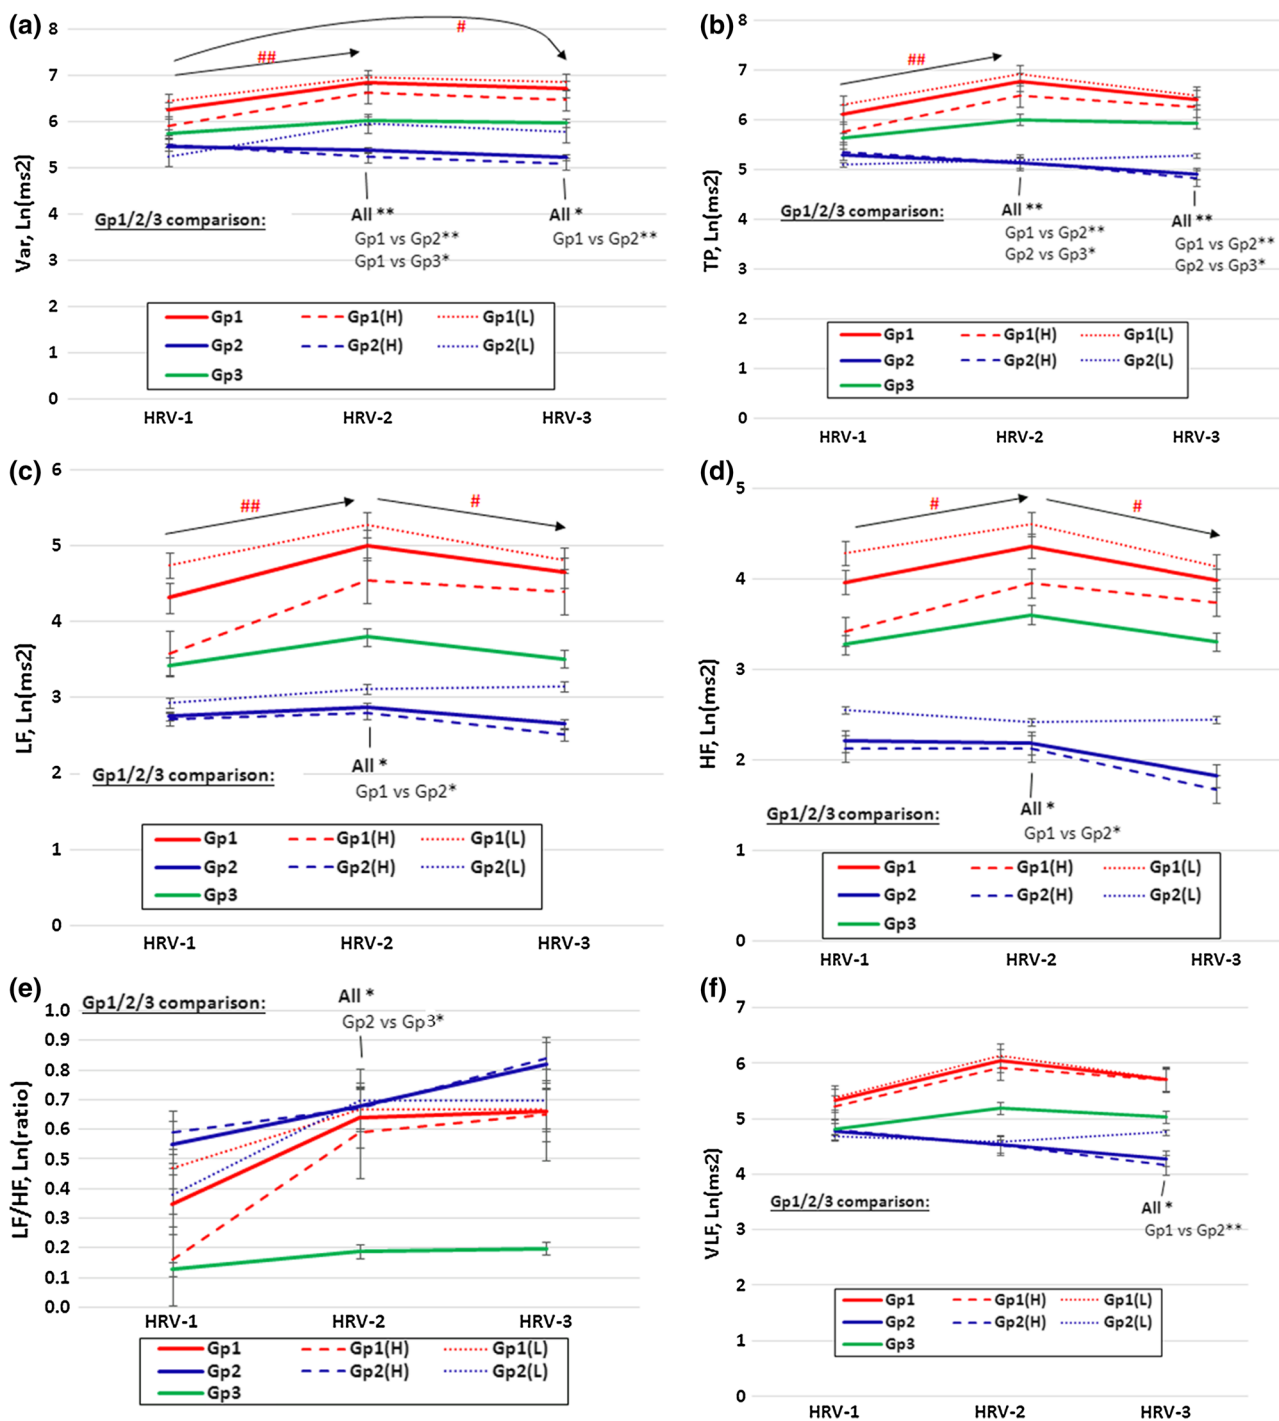 (a)
8
7
6
5
4
3
2
1
0
Var, Ln(ms2)
##
#
Gp1/2/3 comparison:
All **
Gp1 vs Gp2**
Gp1 vs Gp3*
All *
Gp1 vs Gp2**
Gp1 Gp1(H) Gp1(L)
Gp2 Gp2(H) Gp2(L)
Gp3
HRV-1 HRV-2 HRV-3
(b)
8
7
6
5
4
3
2
1
0
TP, Ln(ms2)
##
Gp1/2/3 comparison:
All **
Gp1 vs Gp2**
Gp2 vs Gp3*
All **
Gp1 vs Gp2**
Gp2 vs Gp3*
Gp1 Gp1(H) Gp1(L)
Gp2 Gp2(H) Gp2(L)
Gp3
HRV-1 HRV-2 HRV-3
(c)
6
5
4
3
2
1
0
LF, Ln(ms2)
##
#
Gp1/2/3 comparison:
All *
Gp1 vs Gp2*
Gp1 Gp1(H) Gp1(L)
Gp2 Gp2(H) Gp2(L)
Gp3
HRV-1 HRV-2 HRV-3
(d)
5
4
3
2
1
0
HF, Ln(ms2)
#
#
Gp1/2/3 comparison:
All *
Gp1 vs Gp2*
Gp1 Gp1(H) Gp1(L)
Gp2 Gp2(H) Gp2(L)
Gp3
HRV-1 HRV-2 HRV-3
(e)
Gp1/2/3 comparison:
All *
Gp2 vs Gp3*
1.0
0.9
0.8
0.7
0.6
0.5
0.4
0.3
0.2
0.1
0.0
LF/HF, Ln(ratio)
HRV-1 HRV-2 HRV-3
Gp1 Gp1(H) Gp1(L)
Gp2 Gp2(H) Gp2(L)
Gp3
(f)
7
6
5
4
3
2
1
0
VLF, Ln(ms2)
Gp1/2/3 comparison:
All *
Gp1 vs Gp2**
Gp1 Gp1(H) Gp1(L)
Gp2 Gp2(H) Gp2(L)
Gp3
HRV-1 HRV-2 HRV-3